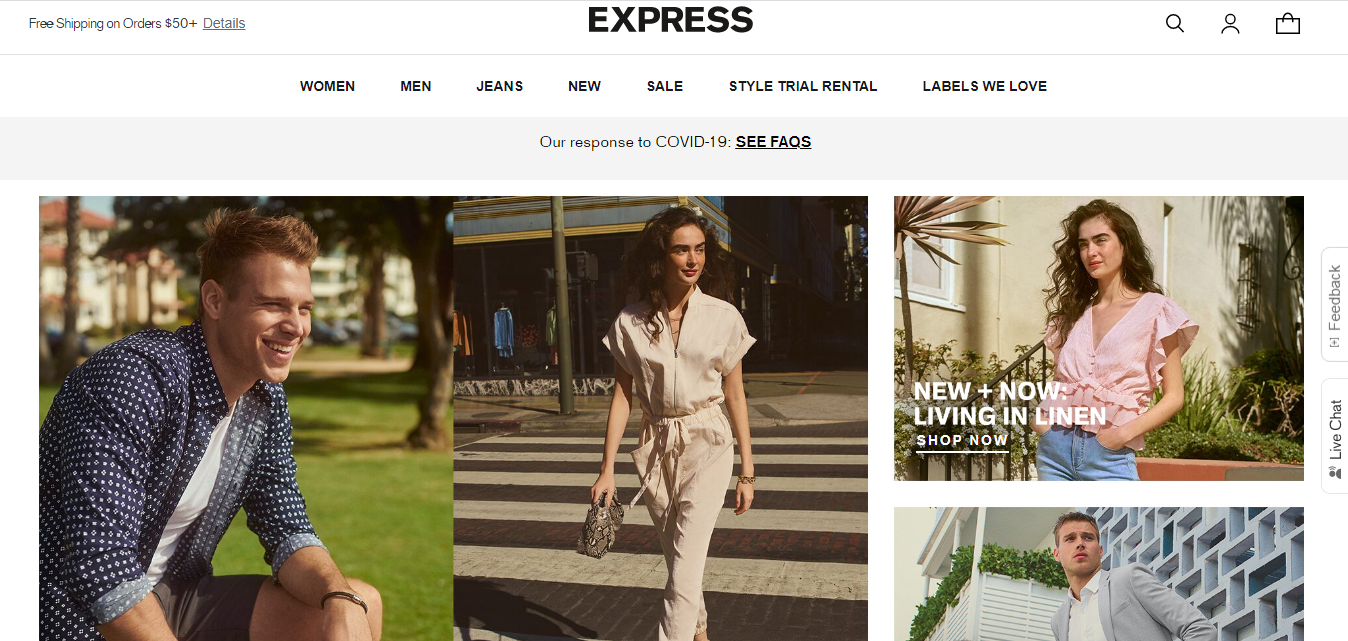 Free Shipping on Orders $50+ Details
EXPRESS
WOMEN MEN JEANS NEW SALE STYLE TRIAL RENTAL LABELS WE LOVE
Our response to COVID-19: SEE FAQS
NEW + NOW:
LIVING IN LINEN
SHOP NOW
Feedback
Live Chat